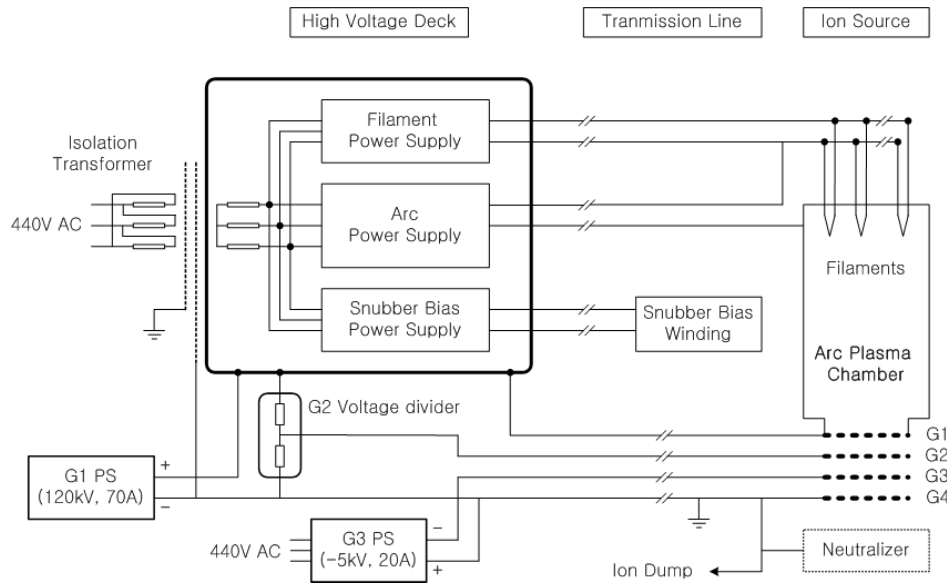 High Voltage Deck
Tranmission Line
Ion Source
Isolation
Transformer
440V AC
Filament
Power Supply
Arc
Power Supply
Snubber Bias
Power Supply
Snubber Bias
Winding
Filaments
Arc Plasma
Chamber
G2 Voltage divider
G1
G2
G3
G4
G1 PS
(120kV, 70A)
+
−
440V AC
G3 PS
(-5kV, 20A)
−
+
Ion Dump
Neutralizer